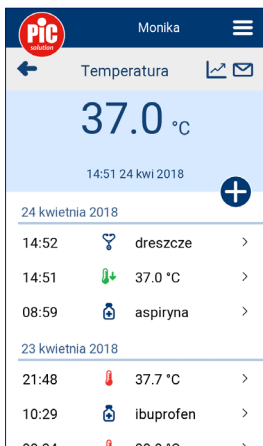 PiC
solution
Monika
Temperatura
37.0 °C
14:51 24 kwi 2018
24 kwietnia 2018
14:52 dreszcze
14:51 37.0 °C
08:59 aspiryna
23 kwietnia 2018
21:48 37.7 °C
10:29 ibuprofen